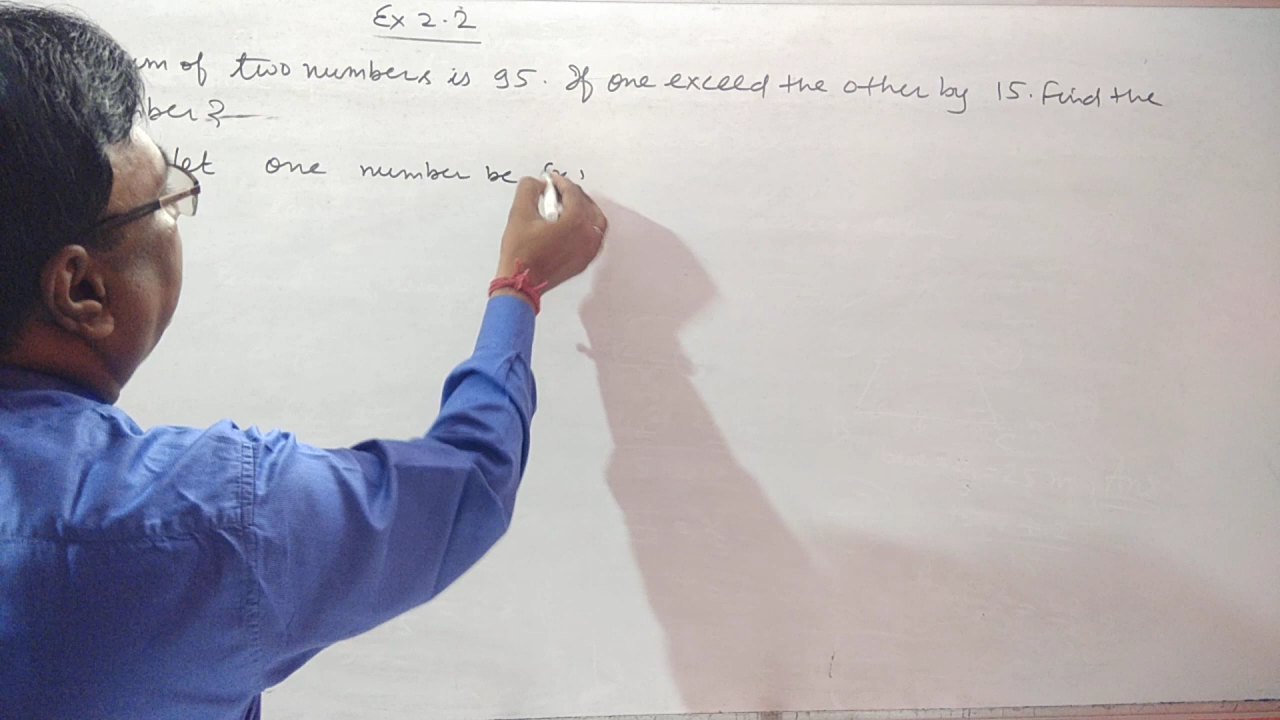 Ex 2.2
um of two numbers is 95. If one exceed the other by 15. Find the
ber?
let one number be 'x'